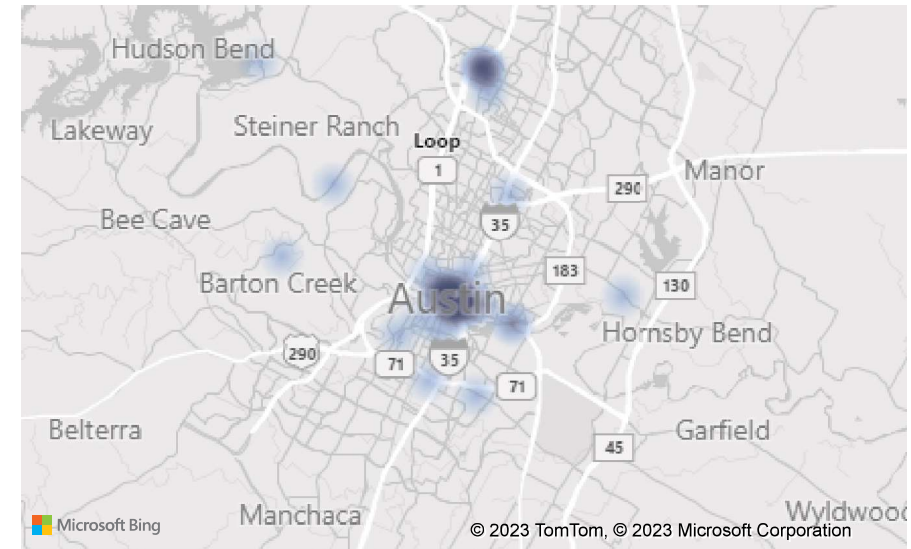 Hudson Bend
Lakeway
Steiner Ranch
Loop
1
290
Manor
Bee Cave
35
183
130
Barton Creek
Austin
Hornsby Bend
290
71
35
71
Belterra
Garfield
45
Manchaca
Wyldwood
Microsoft Bing
© 2023 TomTom, © 2023 Microsoft Corporation